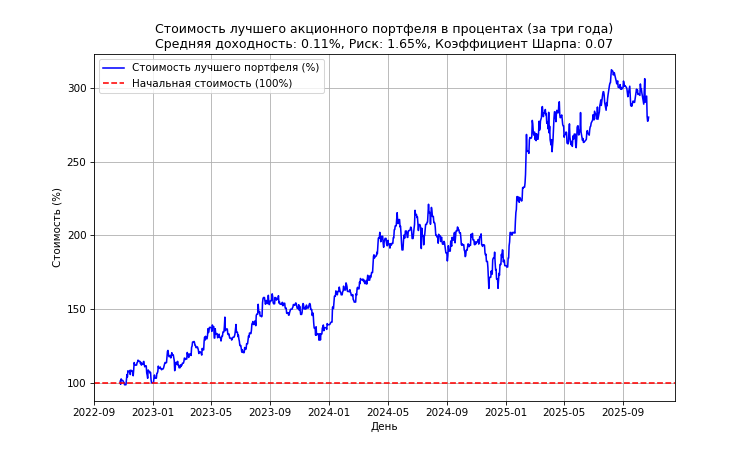 Стоимость лучшего акционного портфеля в процентах (за три года)
Средняя доходность: 0.11%, Риск: 1.65%, Коэффициент Шарпа: 0.07
Стоимость лучшего портфеля (%)
Начальная стоимость (100%)
Стоимость (%)
300
250
200
150
100
2022-09 2023-01 2023-05 2023-09 2024-01 2024-05 2024-09 2025-01 2025-05 2025-09
День